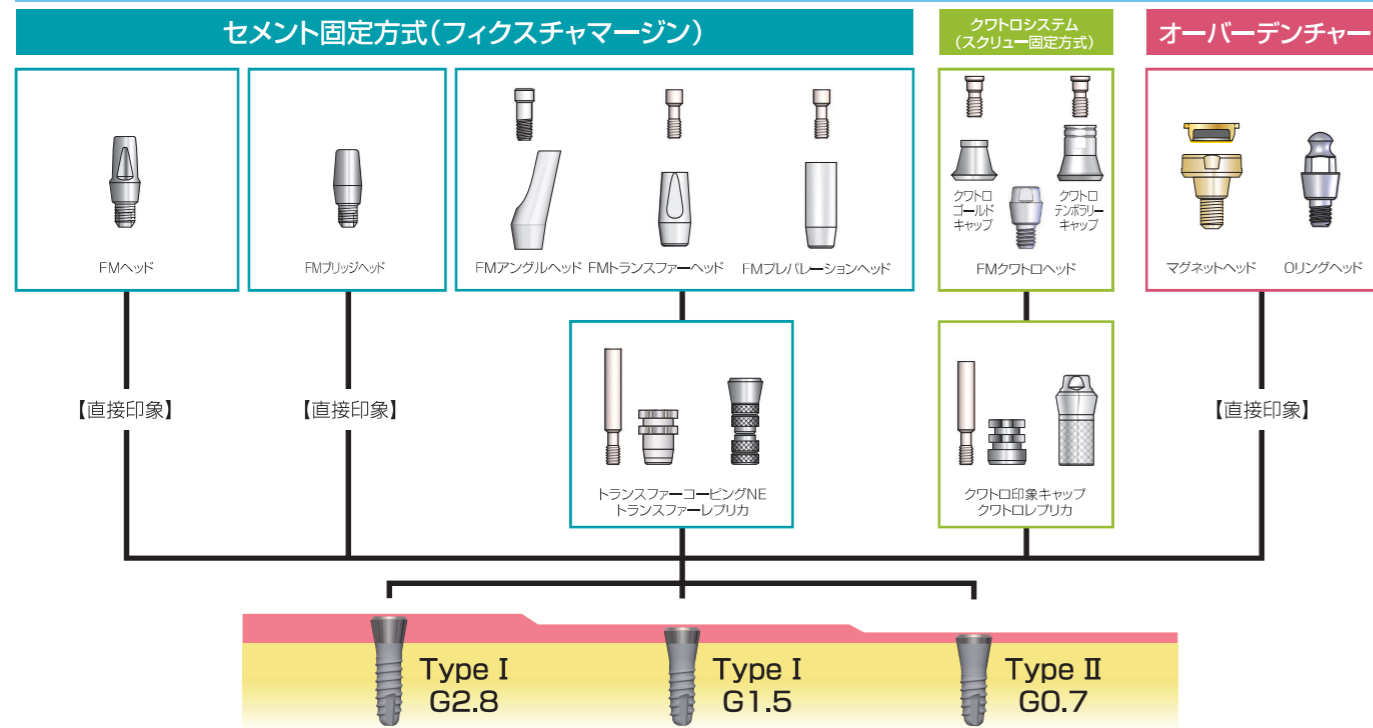 セメント固定方式（フィクスチャマージン）
クワトロシステム
（スクリュー固定方式）
オーバーデンチャー
FMヘッド
FMブリッジヘッド
FMアングルヘッド
FMトランスファーヘッド
FMプレパレーションヘッド
クワトロ
ゴールド
キャップ
クワトロ
テンポラリー
キャップ
FMクワトロヘッド
マグネットヘッド
Oリングヘッド
【直接印象】
【直接印象】
トランスファーコーピングNE
トランスファーレプリカ
クワトロ印象キャップ
クワトロレプリカ
【直接印象】
Type Ⅰ
G2.8
Type Ⅰ
G1.5
Type Ⅱ
G0.7